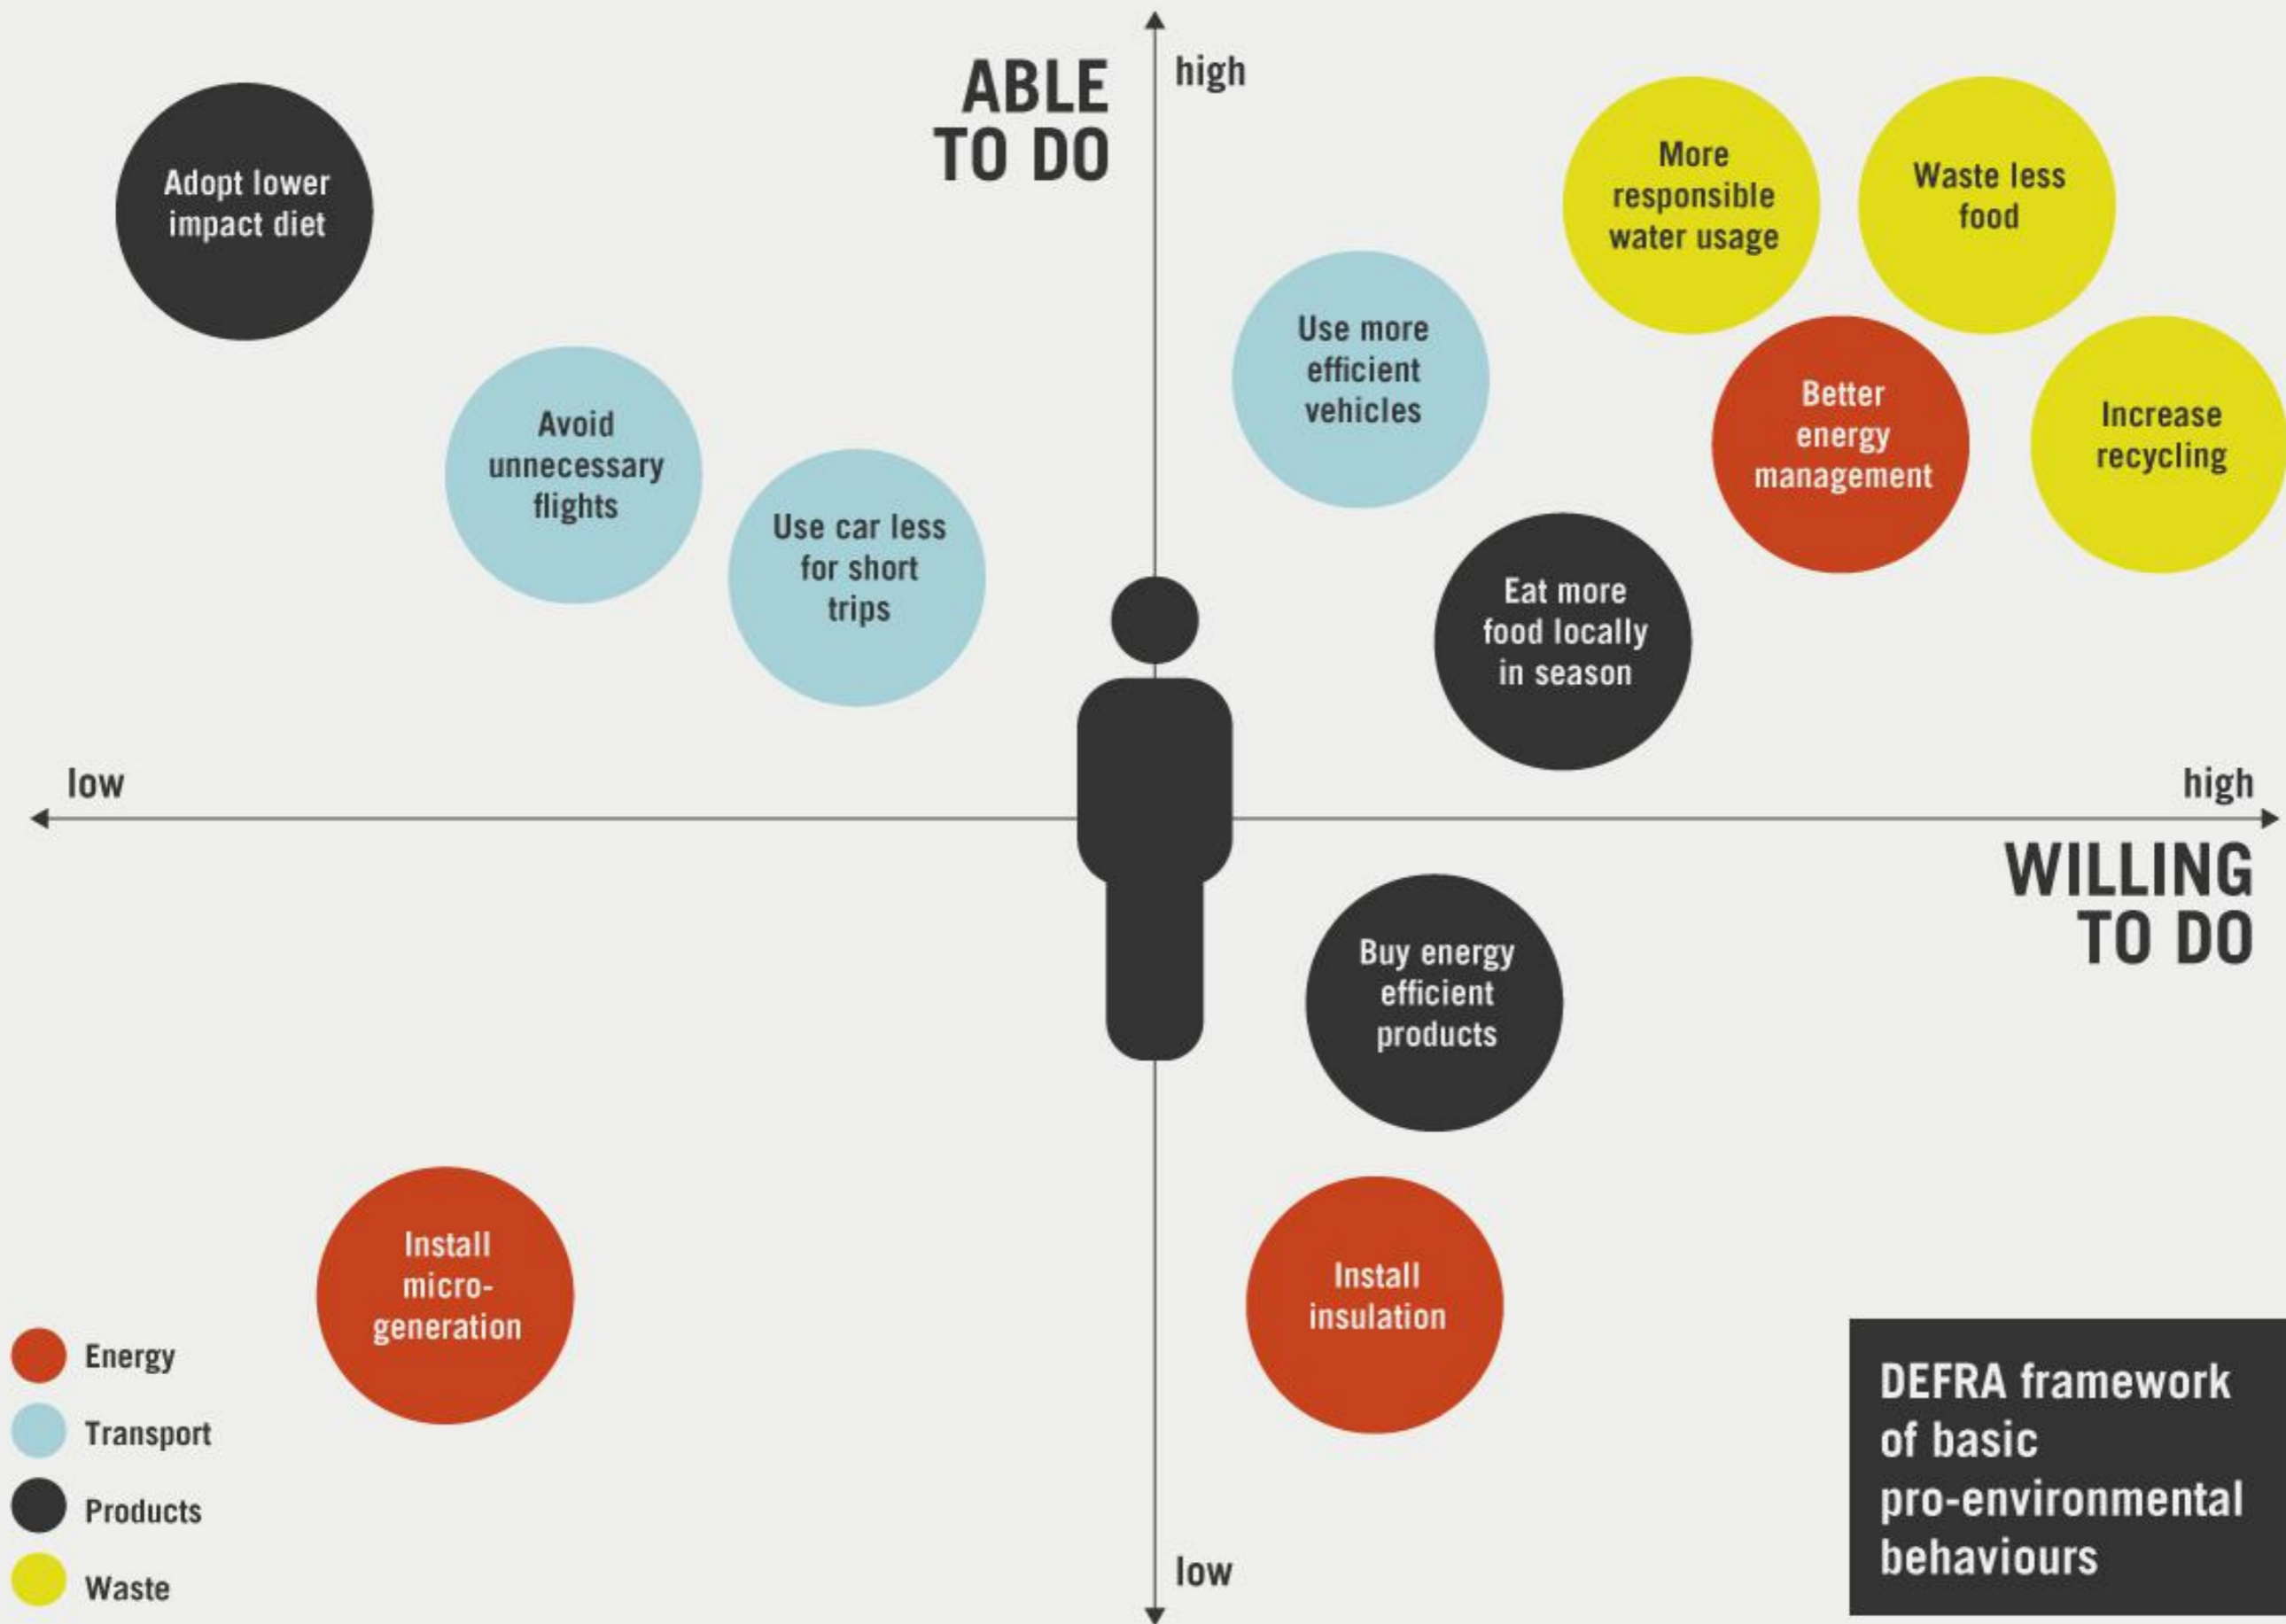 ABLE
TO DO
high
Adopt lower
impact diet
More
responsible
water usage
Waste less
food
Use more
efficient
vehicles
Avoid
unnecessary
flights
Better
energy
management
Increase
recycling
Use car less
for short
trips
Eat more
food locally
in season
low
high
WILLING
TO DO
Buy energy
efficient
products
Install
micro-
generation
Install
insulation
Energy
Transport
Products
Waste
low
DEFRA framework
of basic
pro-environmental
behaviours